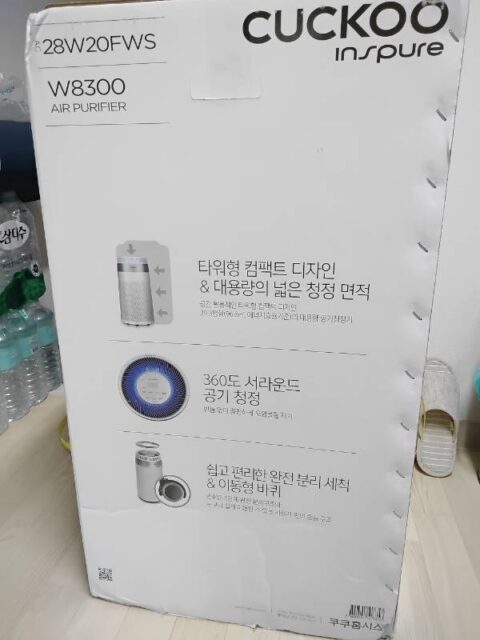 CUCKOO
inspure
28W20FWS
W8300
AIR PURIFIER
삼다수
타워형 컴팩트 디자인
& 대용량의 넓은 청정 면적
360도 서라운드
공기 청정
쉽고 편리한 완전 분리 세척
& 이동형 바퀴
쿠쿠홈시스